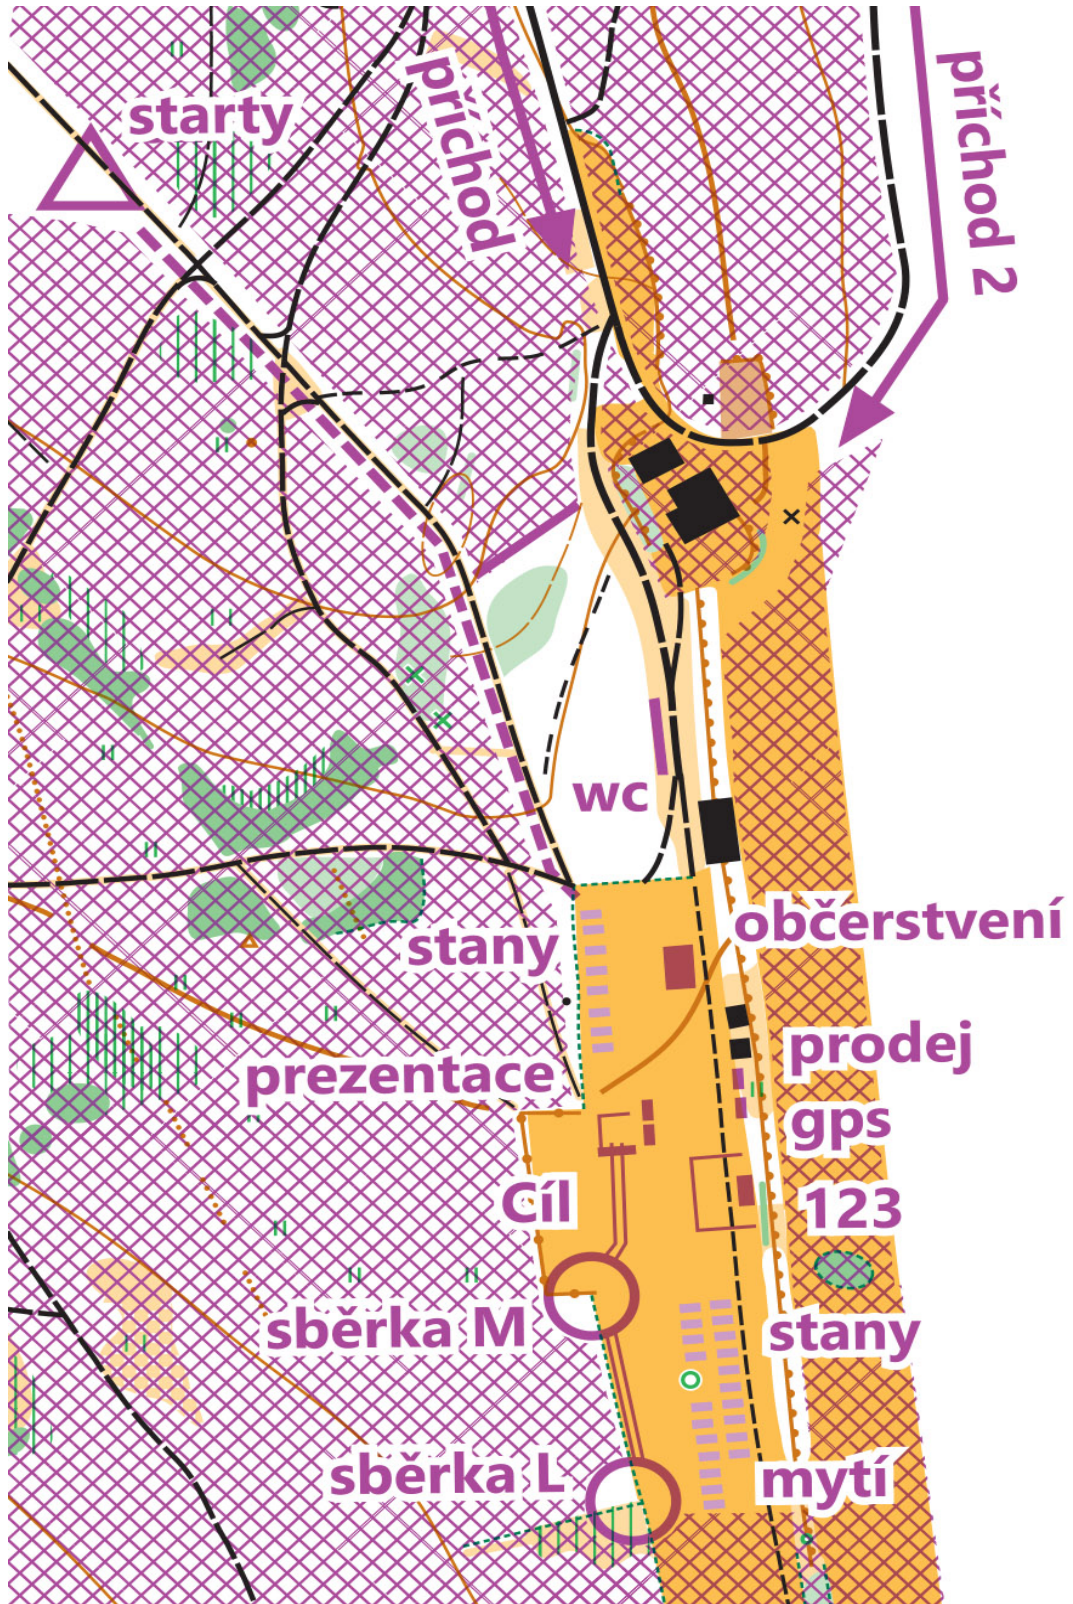 starty
příchod
příchod 2
wc
občerstvení
stany
prodej
prezentace
gps
Cíl
123
sběrka M
stany
sběrka L
mytí